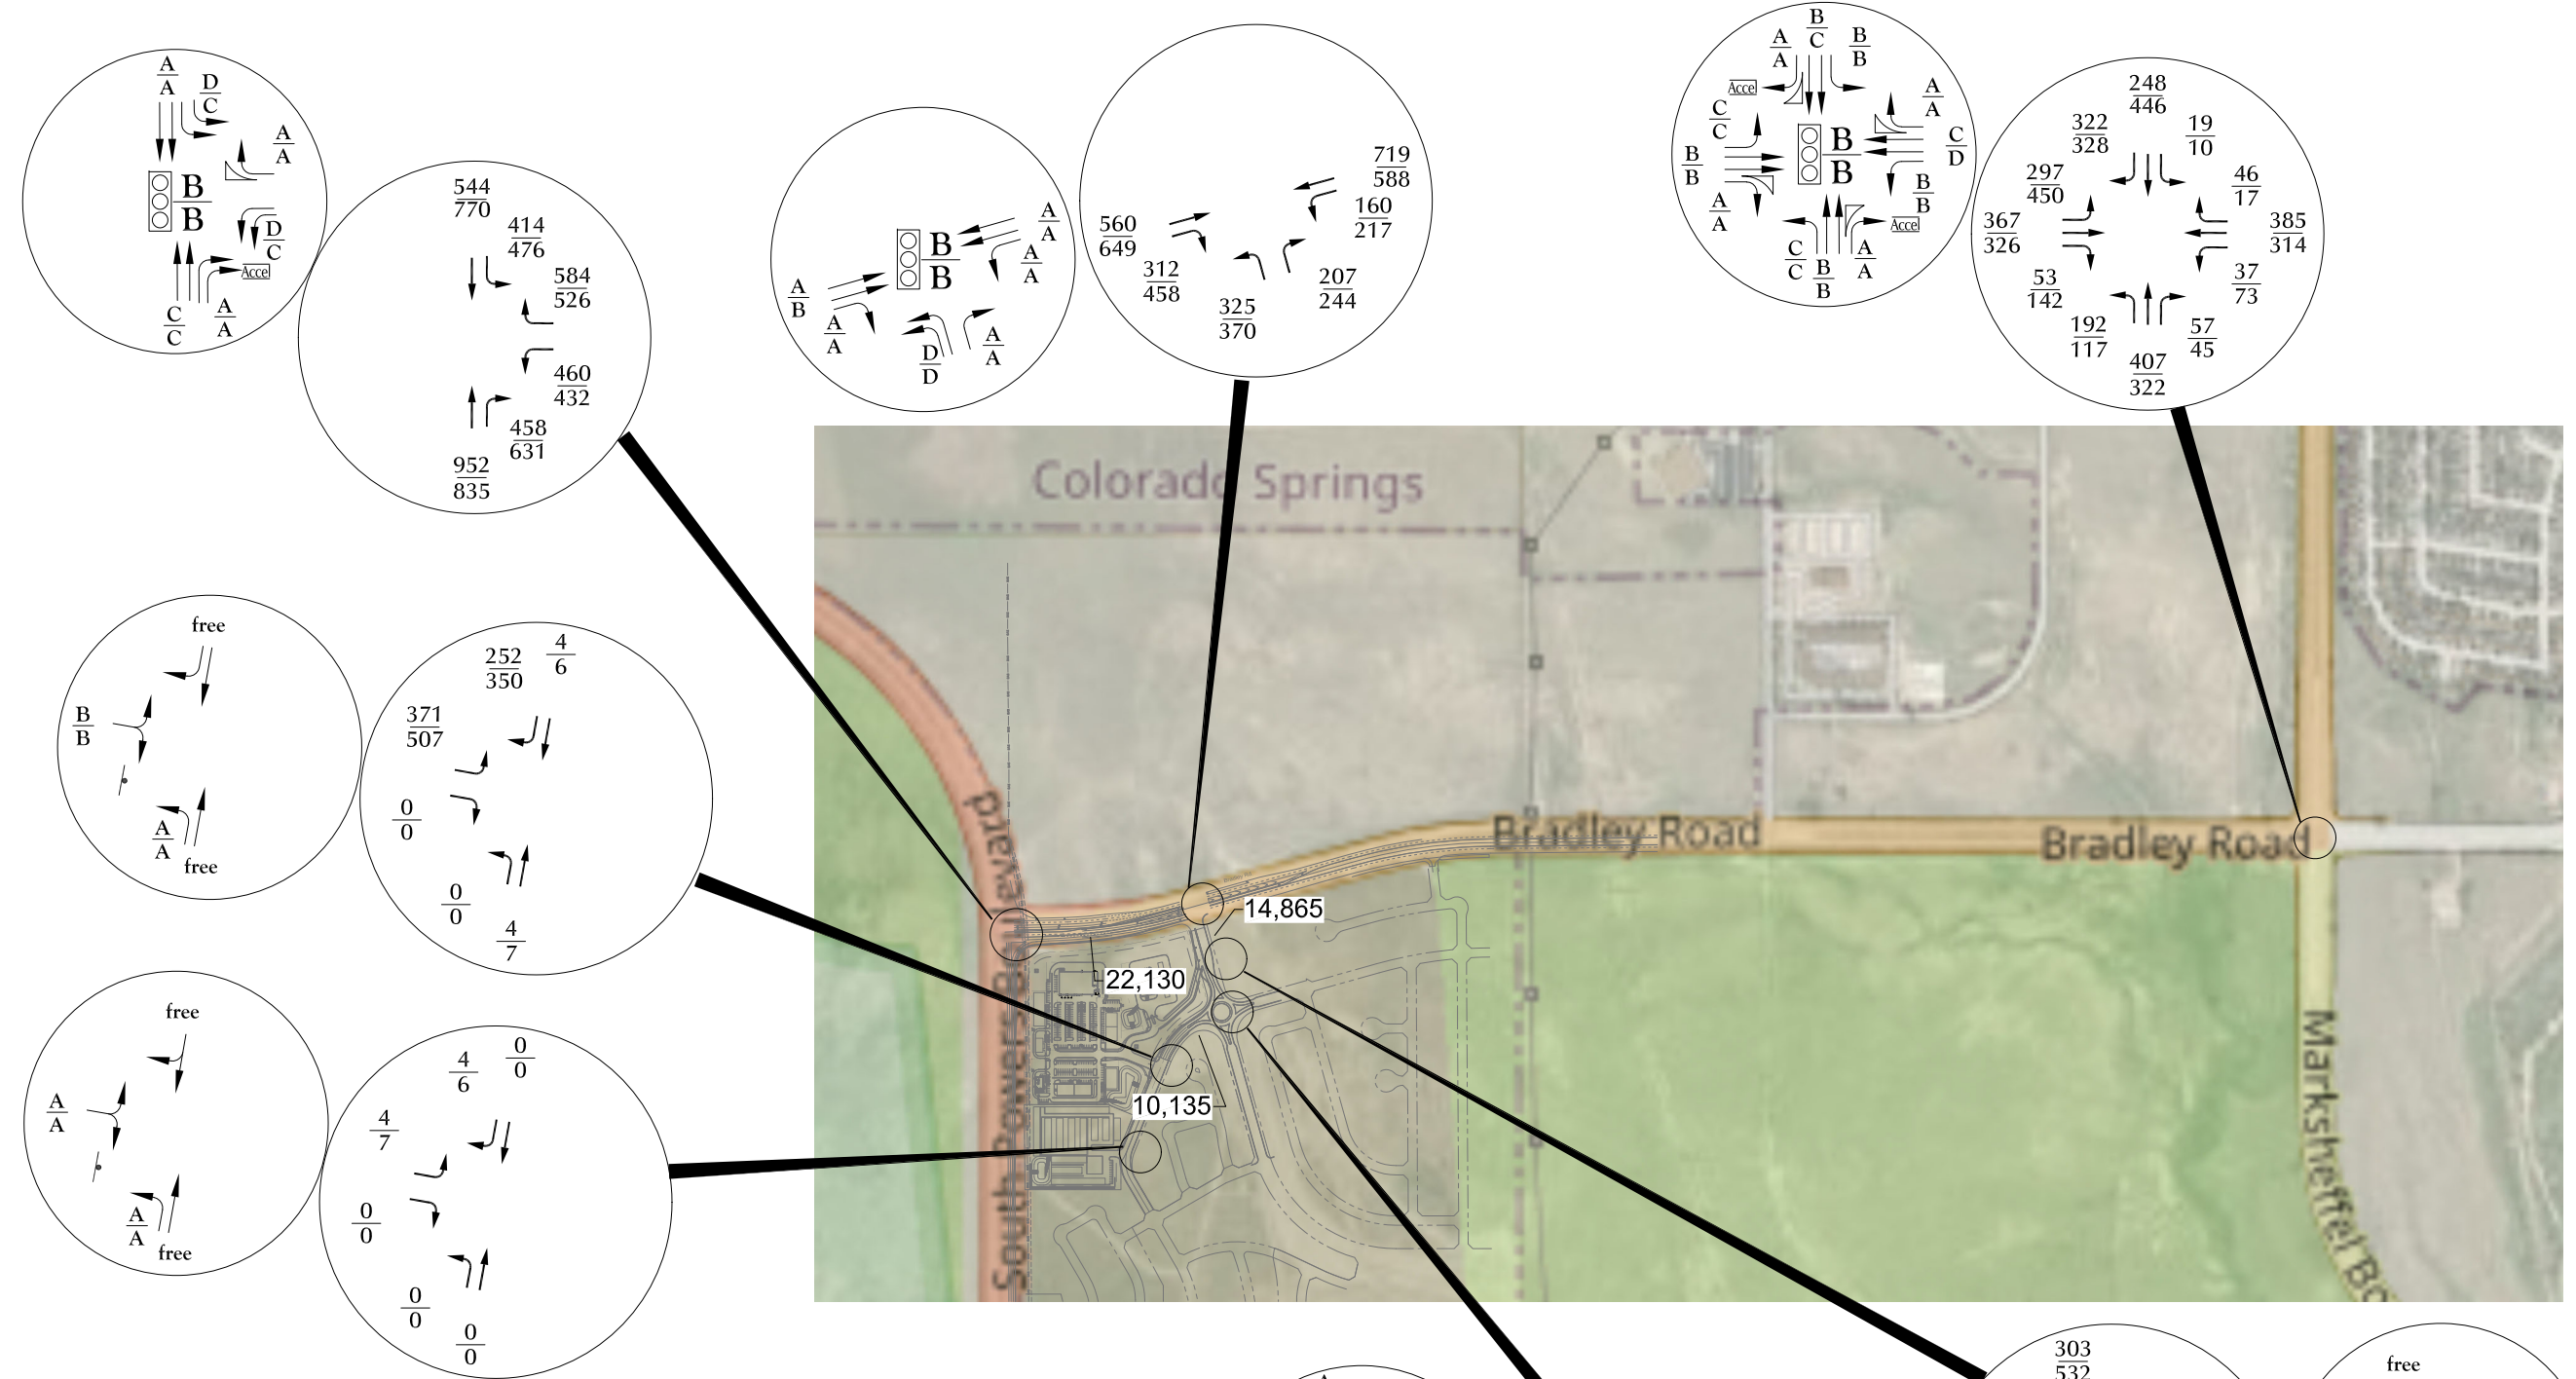 A
A
D
C
A
A
B
B
D
C
Acce
C
C
A
A
544
770
414
476
584
526
460
432
458
631
952
835
A
B
A
A
B
B
A
A
A
A
D
D
A
A
719
588
160
217
560
649
312
458
325
370
207
244
A
A
B
C
B
B
Acce
C
C
B
B
A
A
B
B
A
A
C
D
B
B
Acce
C
C
B
B
A
A
248
446
322
328
19
10
297
450
46
17
367
326
385
314
53
142
37
73
192
117
57
45
407
322
Colorado Springs
Bradley Road
Bradley Road
South Powers Boulevard
Marksheffel Bo
14,865
22,130
10,135
free
B
B
A
A
free
252
350
4
6
371
507
0
0
0
0
4
7
free
A
A
A
A
free
4
6
0
0
4
7
0
0
0
0
0
0
303
532
free